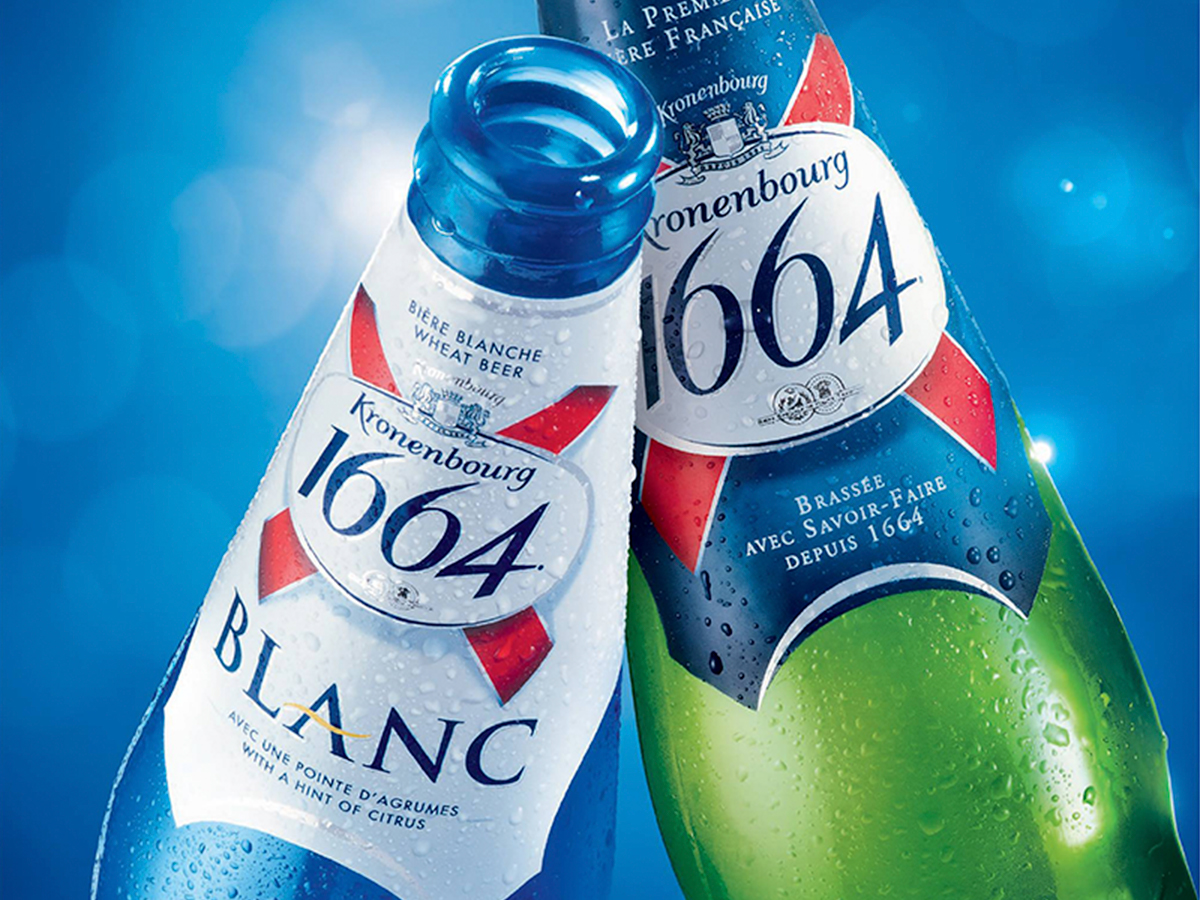 LA PREMI
ÈRE FRANÇAISE
Kronenbourg
Kronenbourg
1664
BRASSÉE
AVEC SAVOIR-FAIRE
DEPUIS 1664
BIÈRE BLANCHE
WHEAT BEER
Kronenbourg
Kronenbourg
1664
BLANC
AVEC UNE POINTE D'AGRUMES
WITH A HINT OF CITRUS